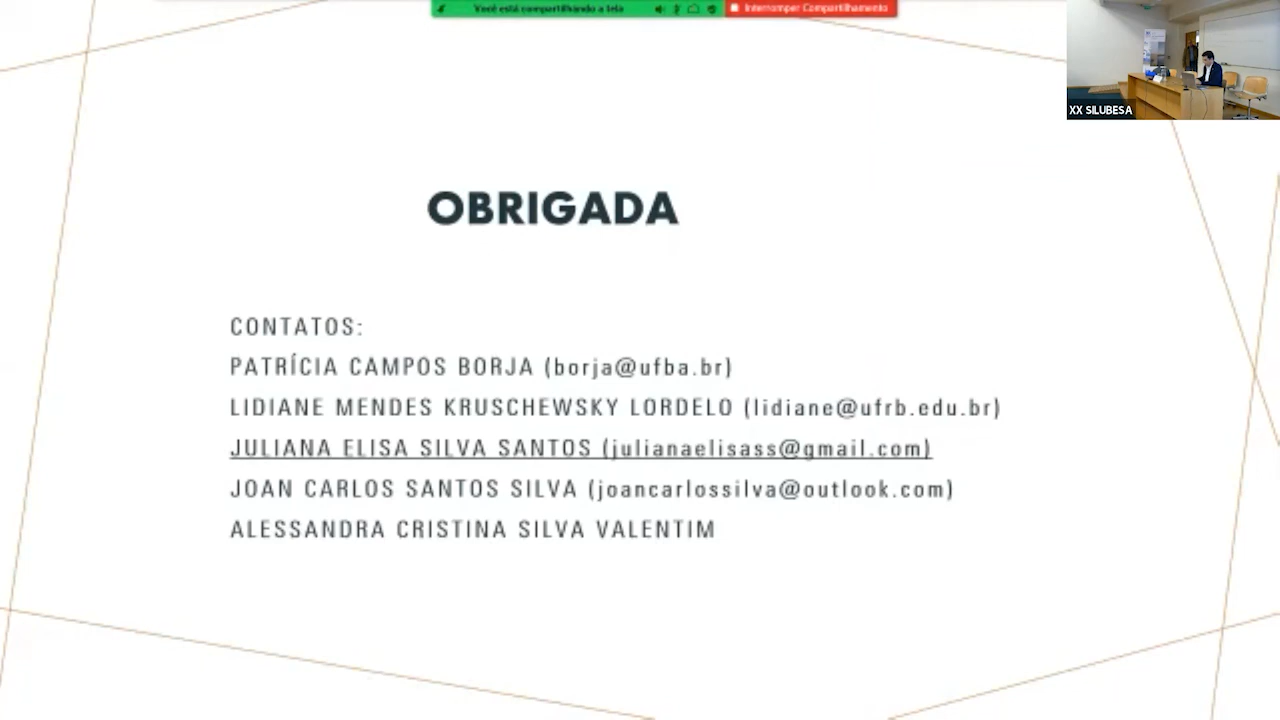 Você está compartilhando a tela
Interromper Compartilhamento
XX SILUBESA
OBRIGADA
CONTATOS:
PATRÍCIA CAMPOS BORJA (borja@ufba.br)
LIDIANE MENDES KRUSCHEWSKY LORDELO (lidiane@ufrb.edu.br)
JULIANA ELISA SILVA SANTOS (julianaelisass@gmail.com)
JOAN CARLOS SANTOS SILVA (joancarlossilva@outlook.com)
ALESSANDRA CRISTINA SILVA VALENTIM